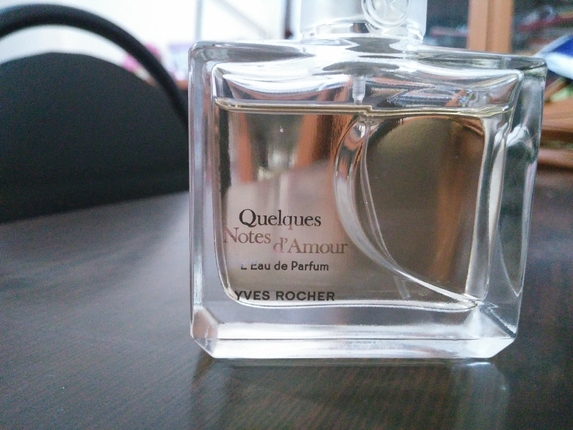 Quelques
Notes d'Amour
L'Eau de Parfum
YVES ROCHER